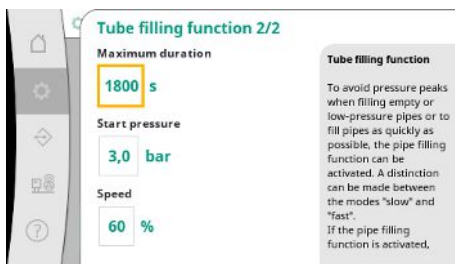 Tube filling function 2/2
Maximum duration
1800 s
Start pressure
3,0 bar
Speed
60 %
Tube filling function
To avoid pressure peaks
when filling empty or
low-pressure pipes or to
fill pipes as quickly as
possible, the pipe filling
function can be
activated. A distinction
can be made between
the modes "slow" and
"fast".
If the pipe filling
function is activated,
?